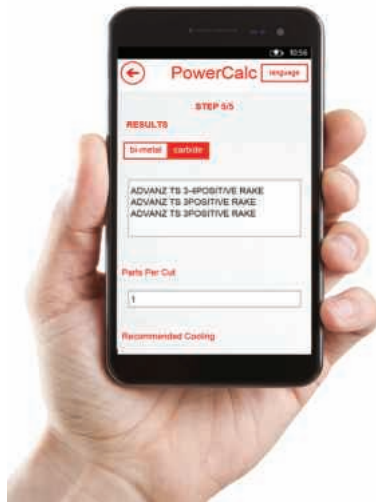 10:56
PowerCalc language
STEP 5/5
RESULTS
bi-metal carbide
ADVANZ TS 3-4POSITIVE RAKE
ADVANZ TS 3POSITIVE RAKE
ADVANZ TS 3POSITIVE RAKE
Parts Per Cut
1
Recommended Cooling